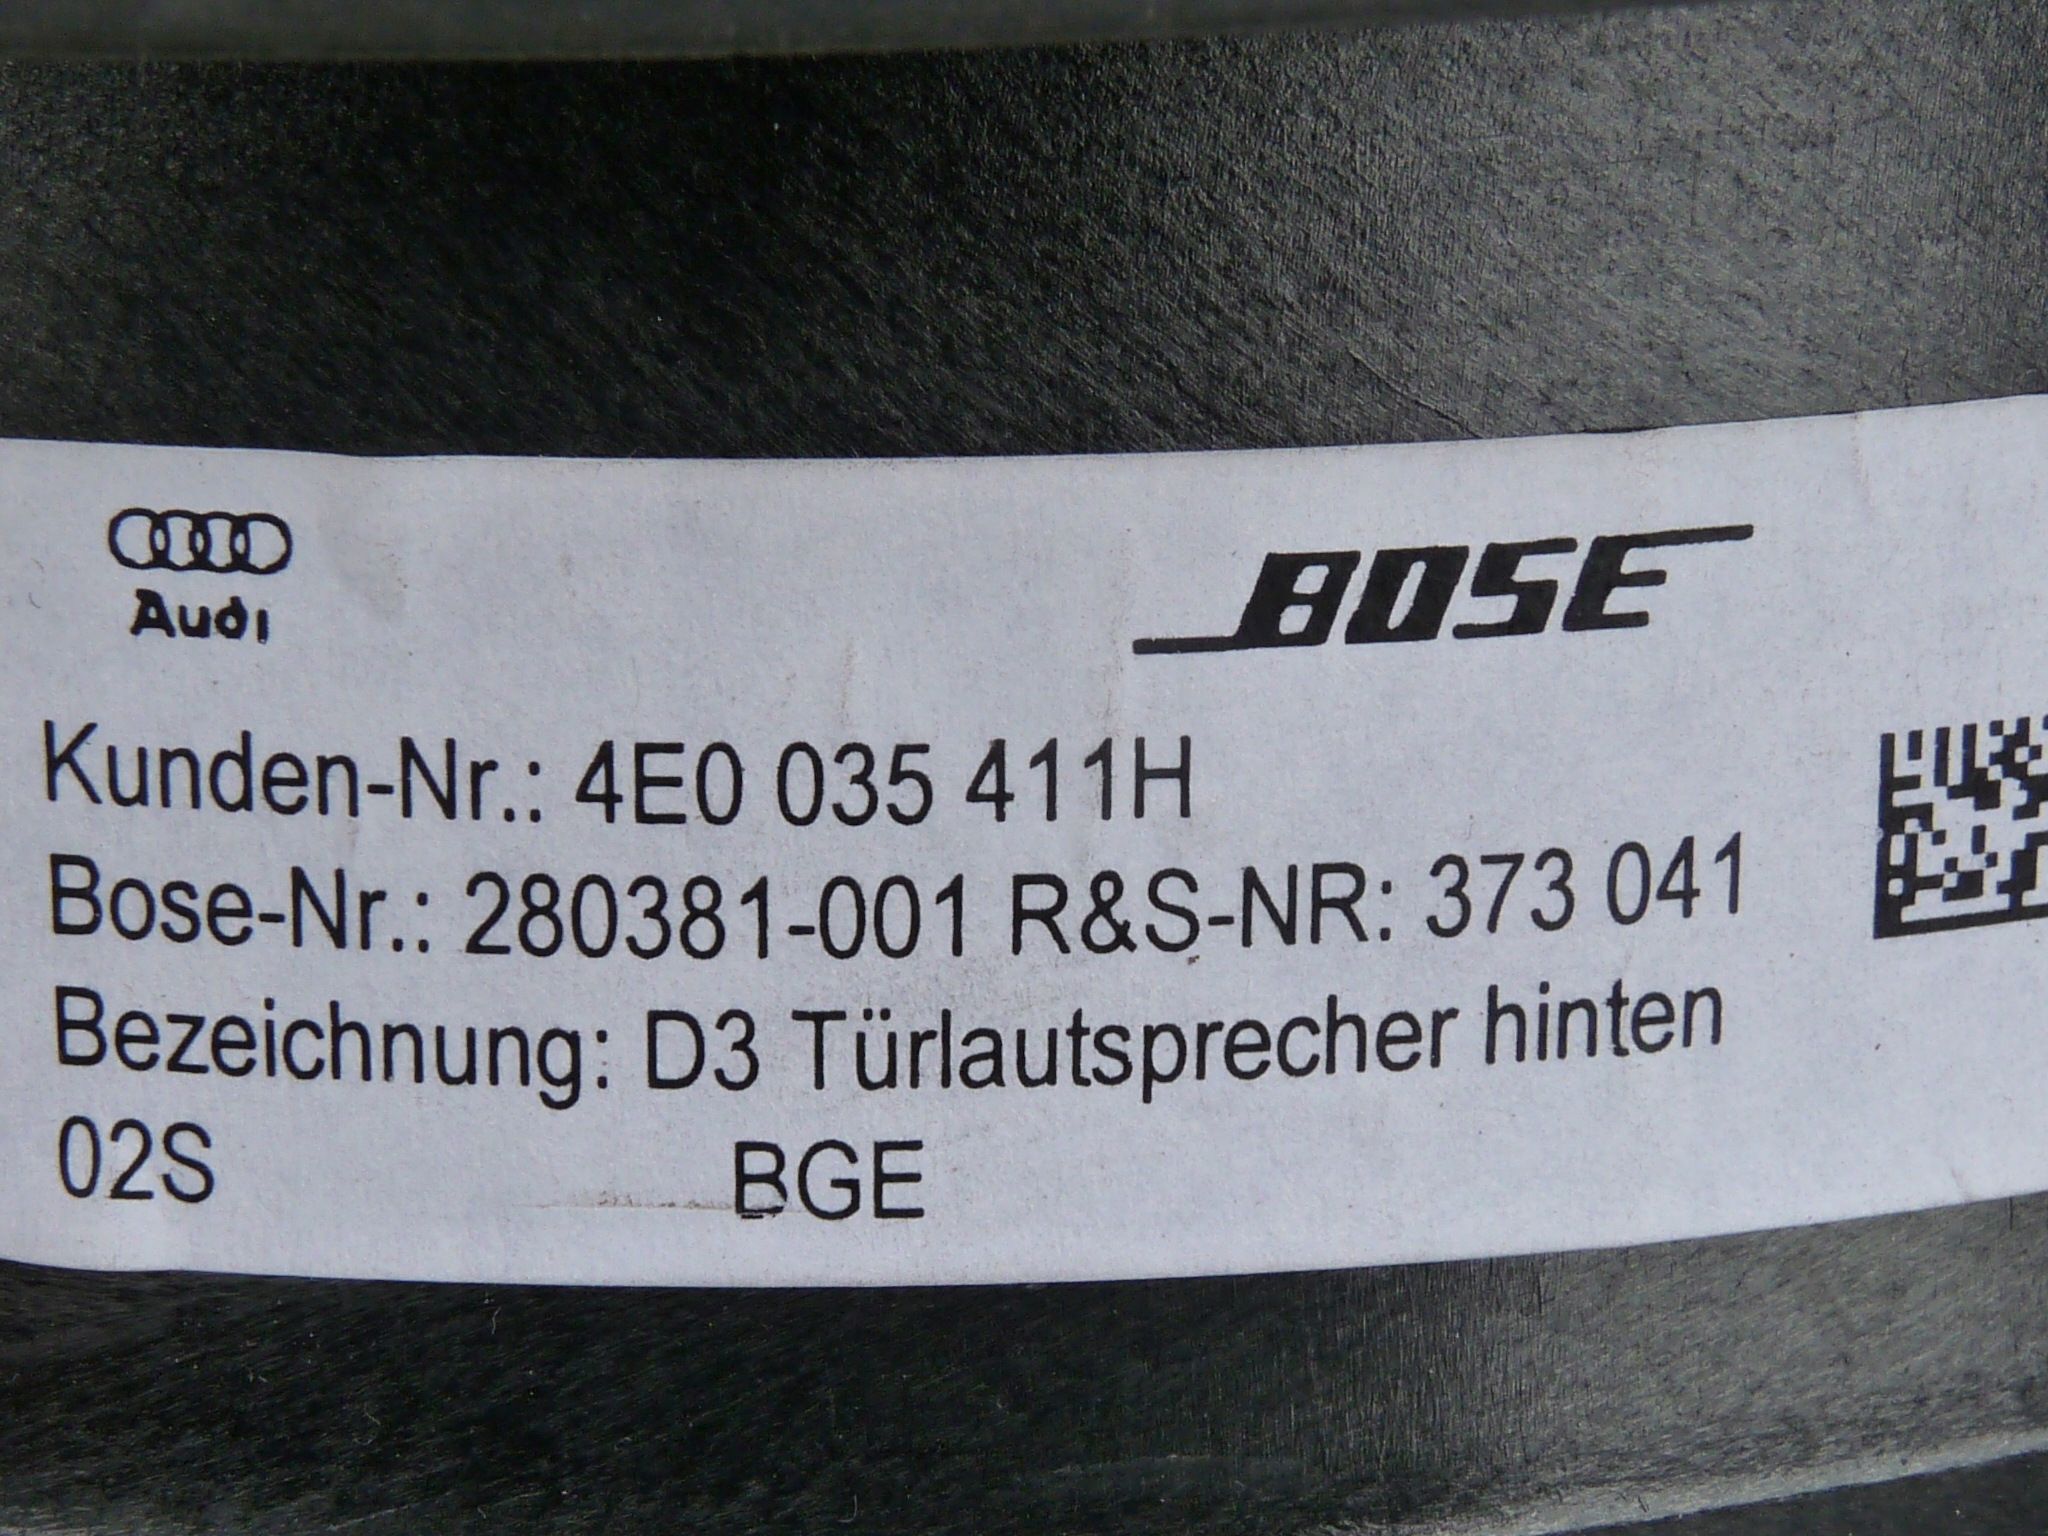 Audi
BOSE
Kunden-Nr.: 4E0 035 411H
Bose-Nr.: 280381-001 R&S-NR: 373 041
Bezeichnung: D3 Türlautsprecher hinten
02S BGE